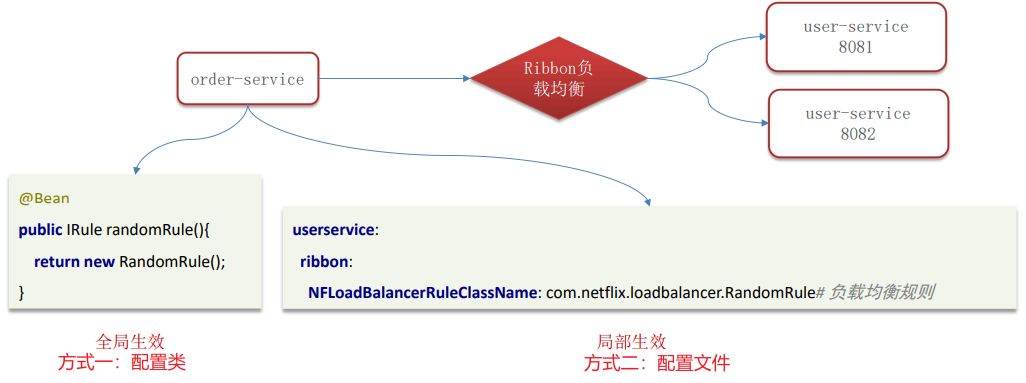 order-service
Ribbon负
载均衡
user-service
8081
user-service
8082
@Bean
public IRule randomRule(){
return new RandomRule();
}
userservice:
ribbon:
NFLoadBalancerRuleClassName: com.netflix.loadbalancer.RandomRule# 负载均衡规则
全局生效
方式一：配置类
局部生效
方式二：配置文件